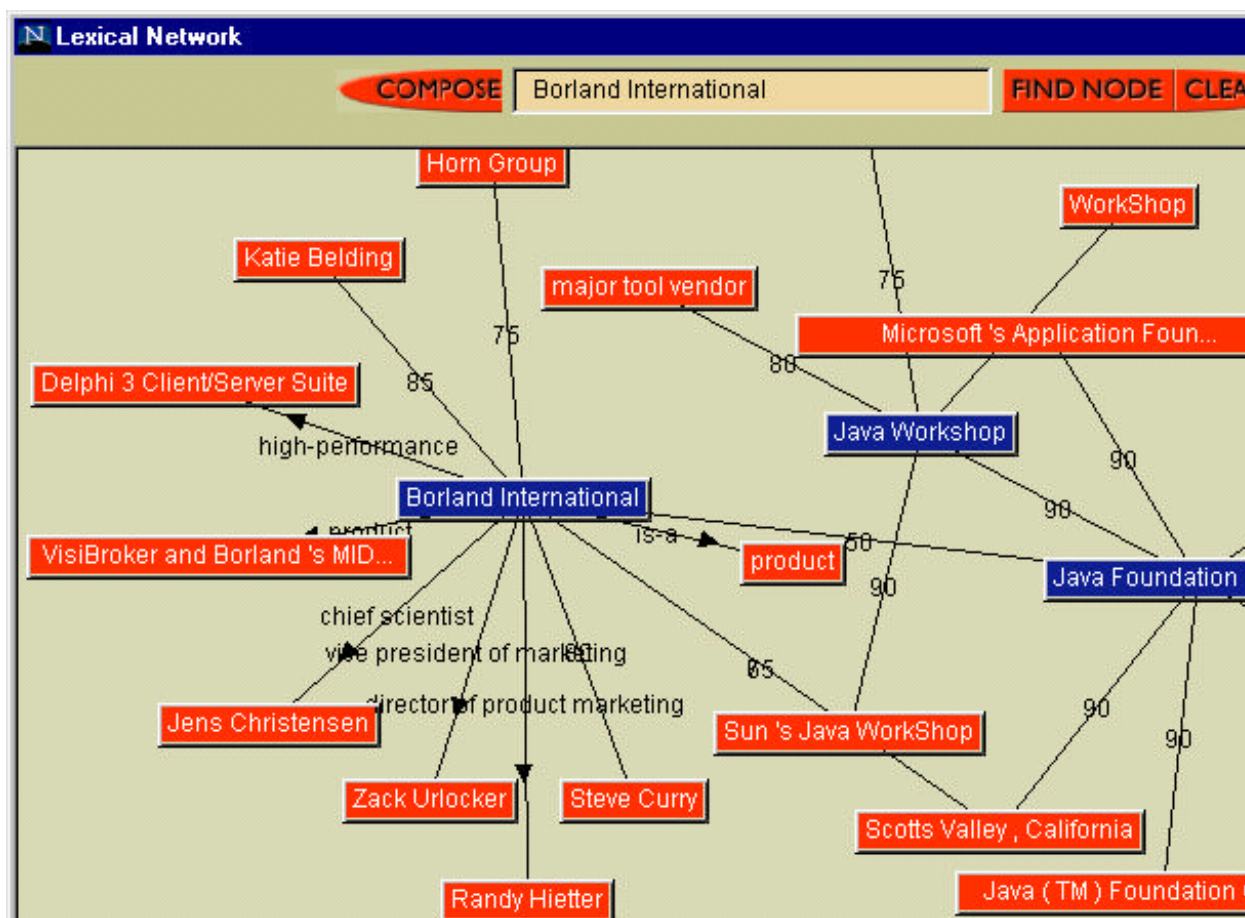 Lexical Network
COMPOSE
Borland International
FIND NODE
CLEA
Horn Group
WorkShop
Katie Belding
major tool vendor
75
Microsoft 's Application Foun...
75
80
Delphi 3 Client/Server Suite
85
Java Workshop
high-performance
90
Borland International
90
product
is-a
50
VisiBroker and Borland 's MID...
product
Java Foundation
90
chief scientist
vice president of marketing
65
director of product marketing
90
Jens Christensen
Sun 's Java WorkShop
90
Zack Urlocker
Steve Curry
Scotts Valley , California
Randy Hietter
Java ( TM ) Foundation